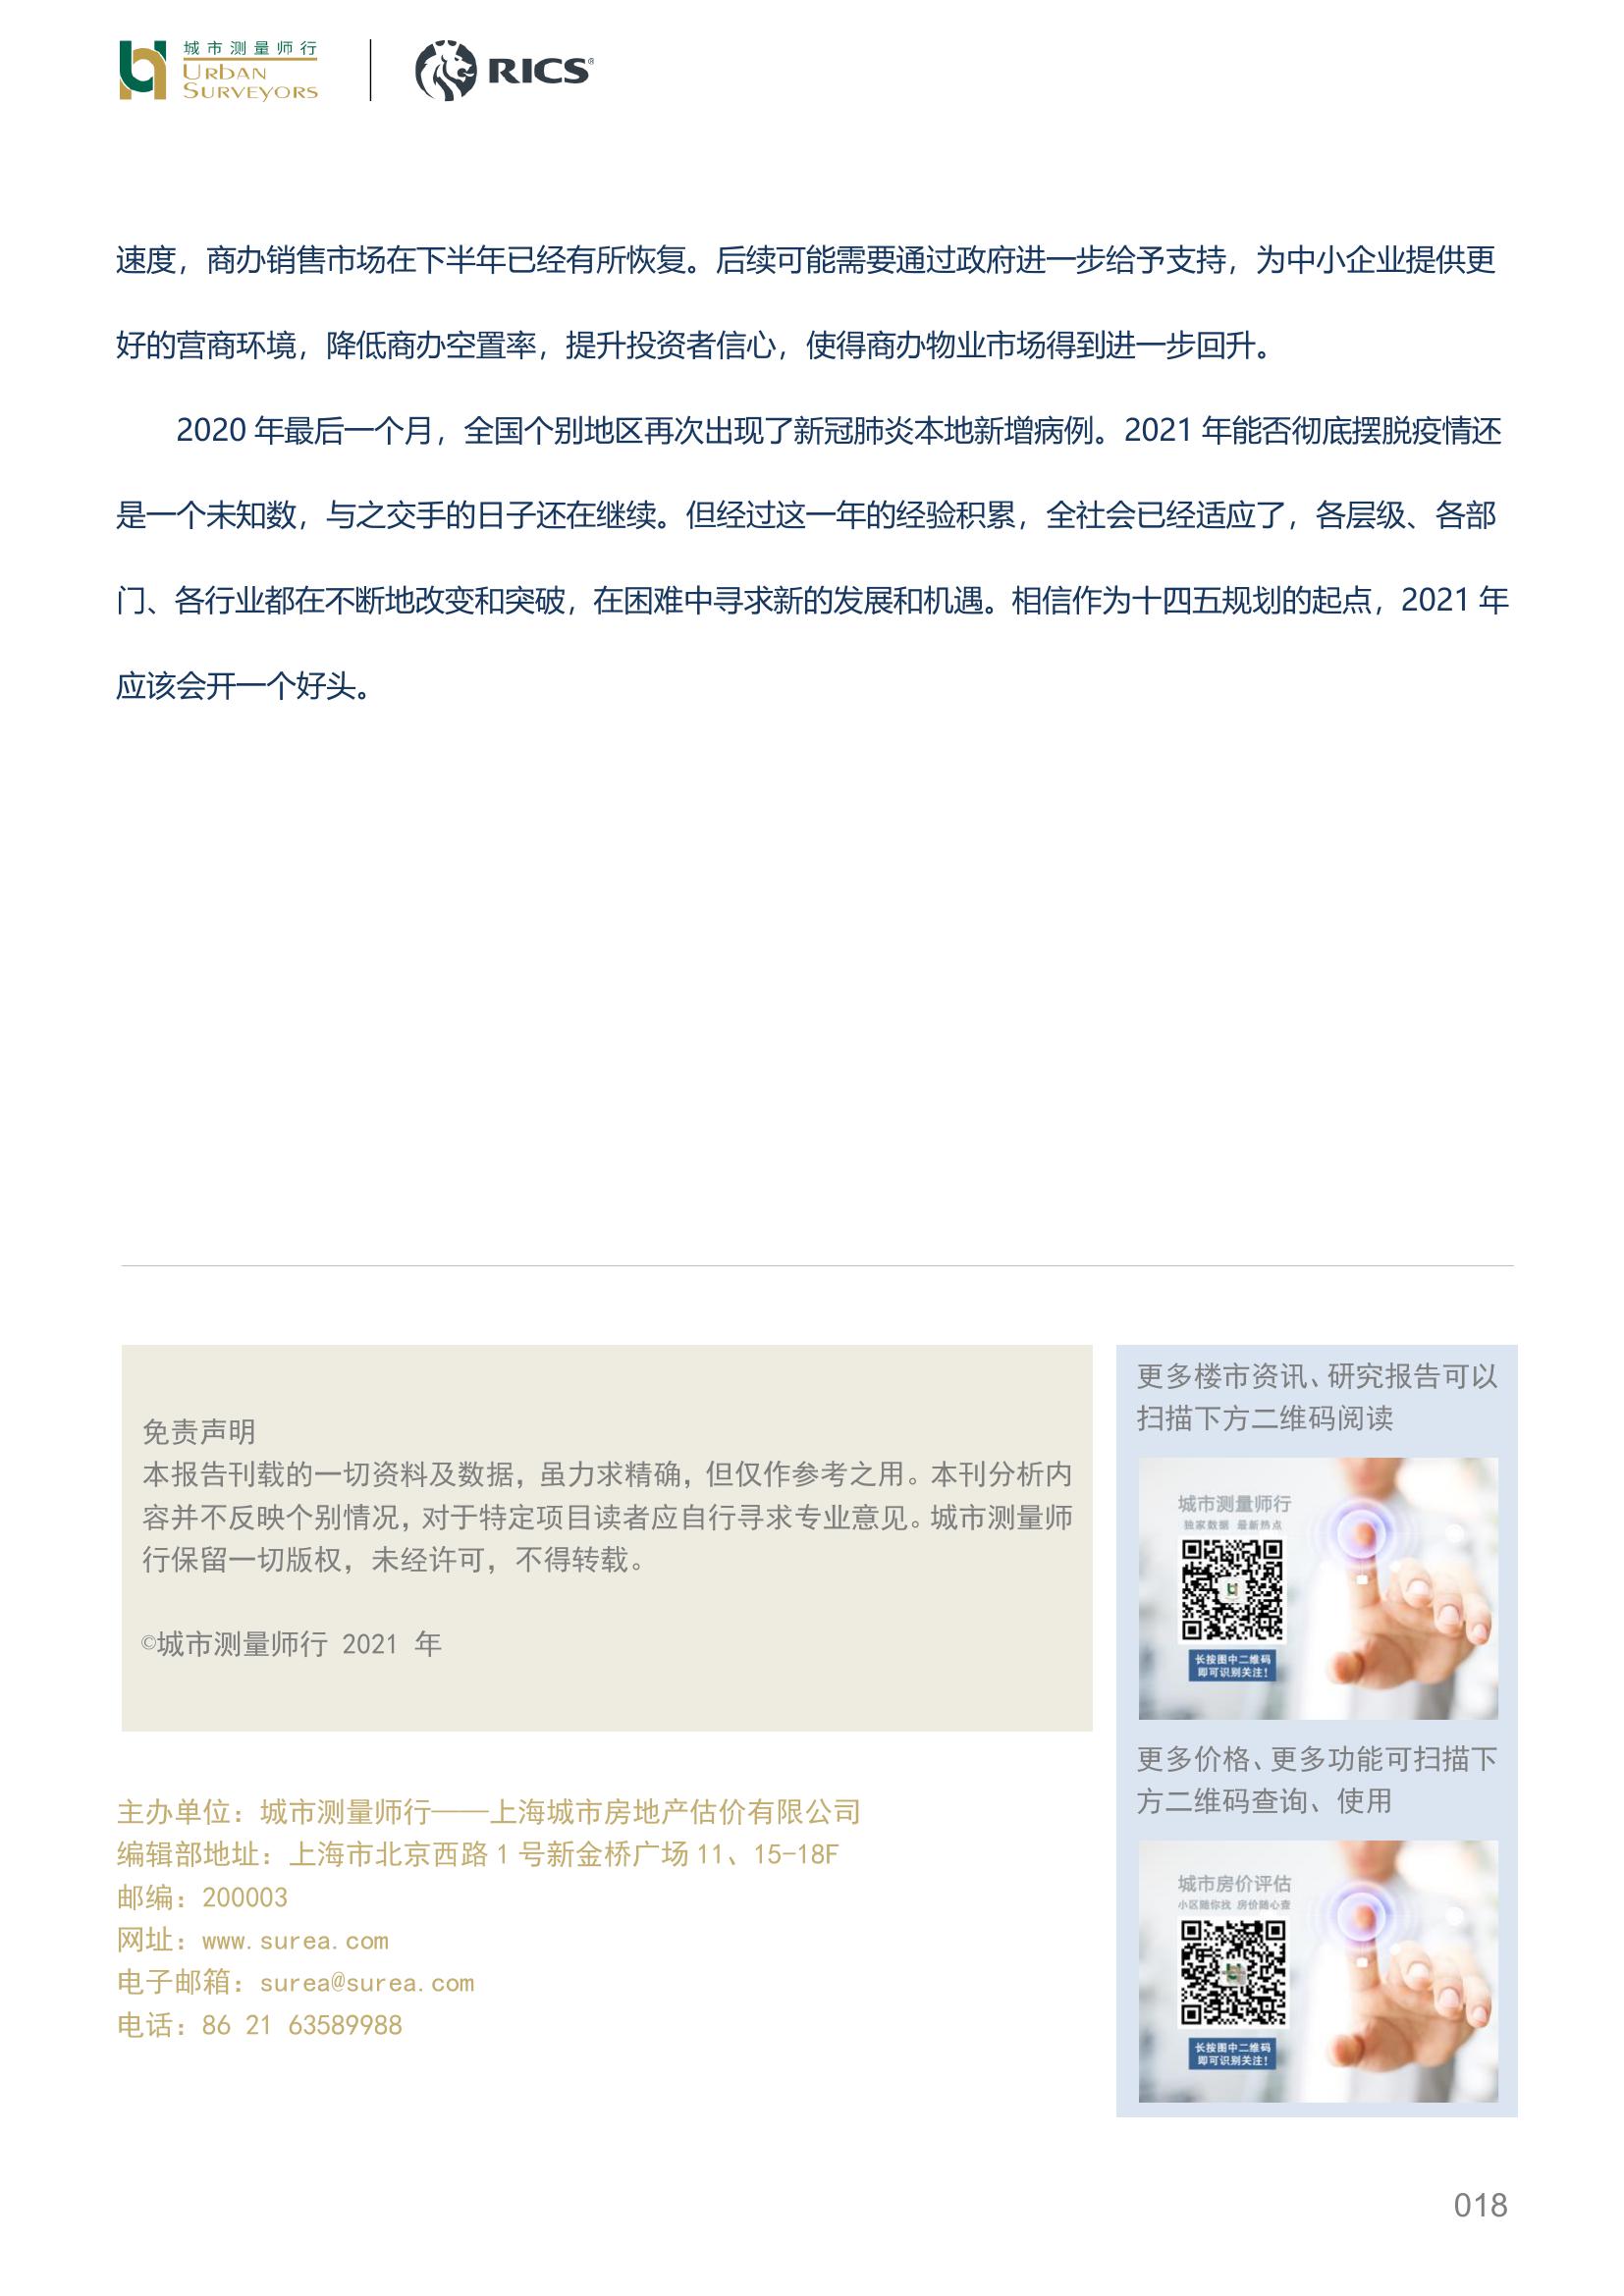 城市测量师行
URBAN
SURVEYORS
RICS®
速度，商办销售市场在下半年已经有所恢复。后续可能需要通过政府进一步给予支持，为中小企业提供更
好的营商环境，降低商办空置率，提升投资者信心，使得商办物业市场得到进一步回升。
2020 年最后一个月，全国个别地区再次出现了新冠肺炎本地新增病例。2021 年能否彻底摆脱疫情还
是一个未知数，与之交手的日子还在继续。但经过这一年的经验积累，全社会已经适应了，各层级、各部
门、各行业都在不断地改变和突破，在困难中寻求新的发展和机遇。相信作为十四五规划的起点，2021 年
应该会开一个好头。
免责声明
本报告刊载的一切资料及数据，虽力求精确，但仅作参考之用。本刊分析内
容并不反映个别情况，对于特定项目读者应自行寻求专业意见。城市测量师
行保留一切版权，未经许可，不得转载。
©城市测量师行 2021 年
主办单位：城市测量师行——上海城市房地产估价有限公司
编辑部地址：上海市北京西路 1 号新金桥广场 11、15-18F
邮编：200003
网址：www.surea.com
电子邮箱：surea@surea.com
电话：86 21 63589988
更多楼市资讯、研究报告可以
扫描下方二维码阅读
城市测量师行
独家数据 最新热点
长按图中二维码
即可识别关注！
更多价格、更多功能可扫描下
方二维码查询、使用
城市房价评估
小区随你找 房价随心查
长按图中二维码
即可识别关注！
018